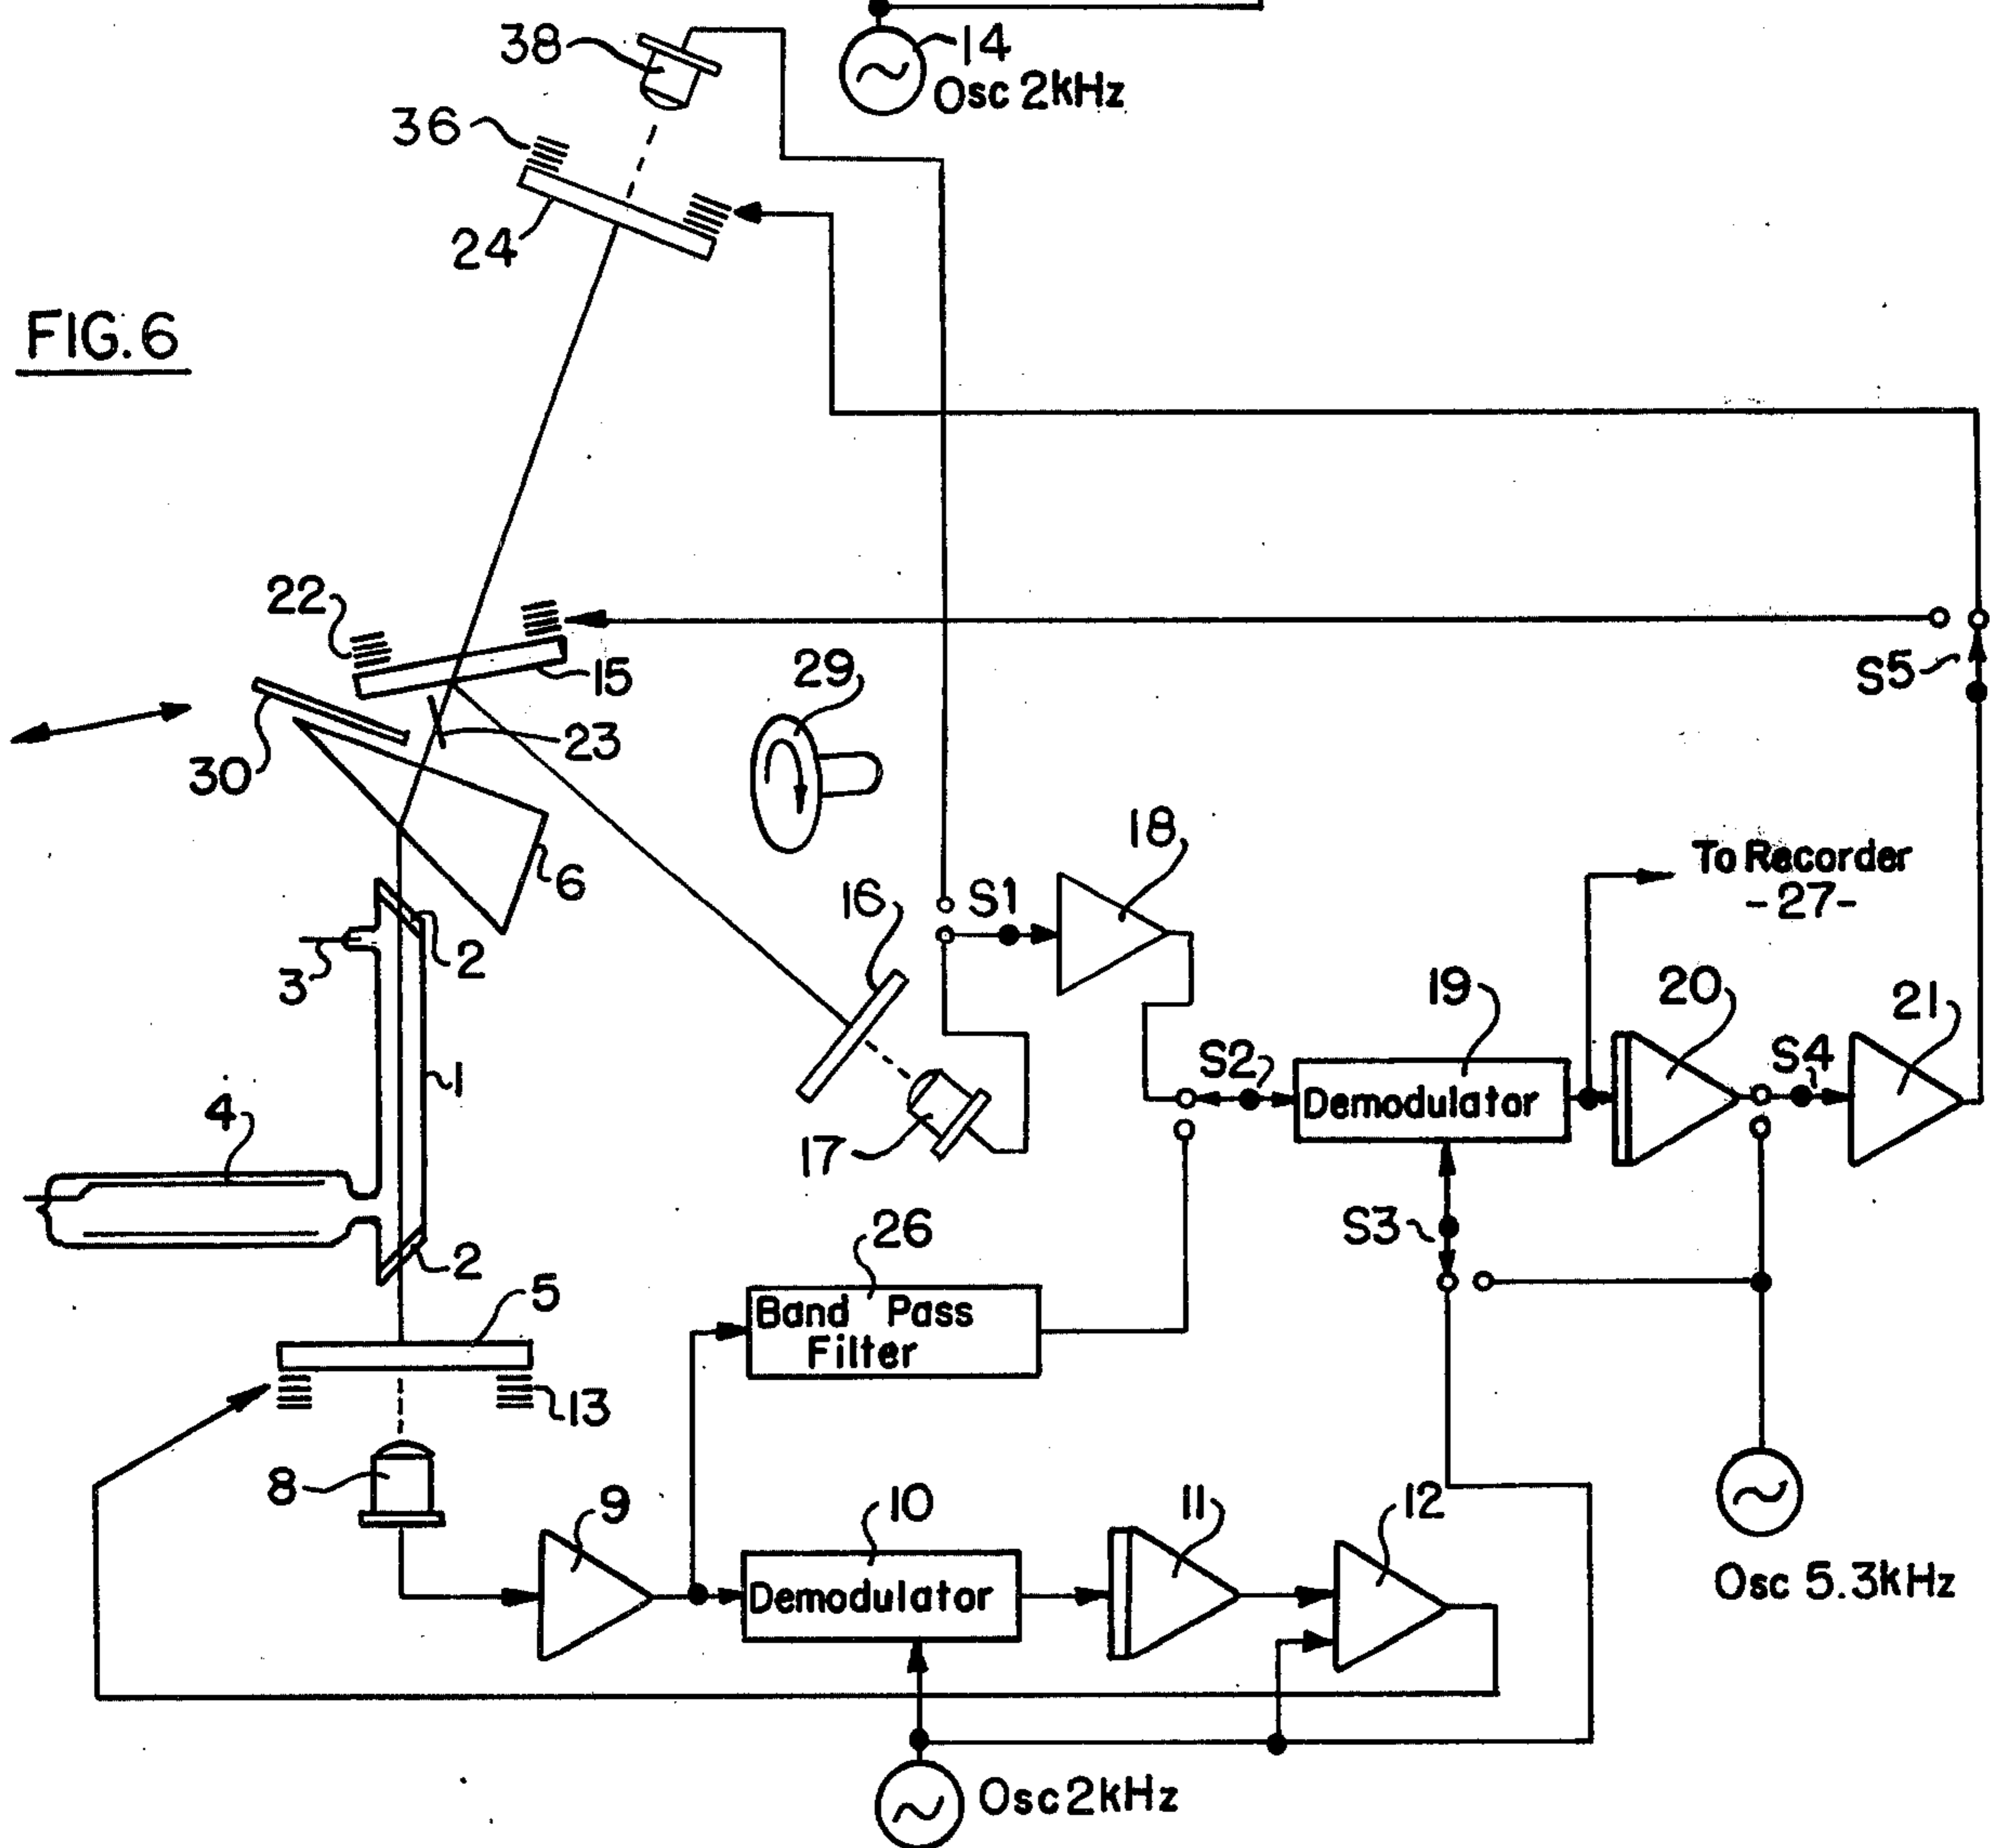 38
14
Osc 2kHz
36
24
FIG. 6
22
15
29
S5
23
30
18
6
To Recorder
-27-
16
S1
2
3
19
20
21
1
S2
S4
4
Demodulator
17
26
S3
2
5
Band Pass
Filter
13
8
9
10
11
12
Demodulator
Osc 5.3kHz
Osc 2kHz